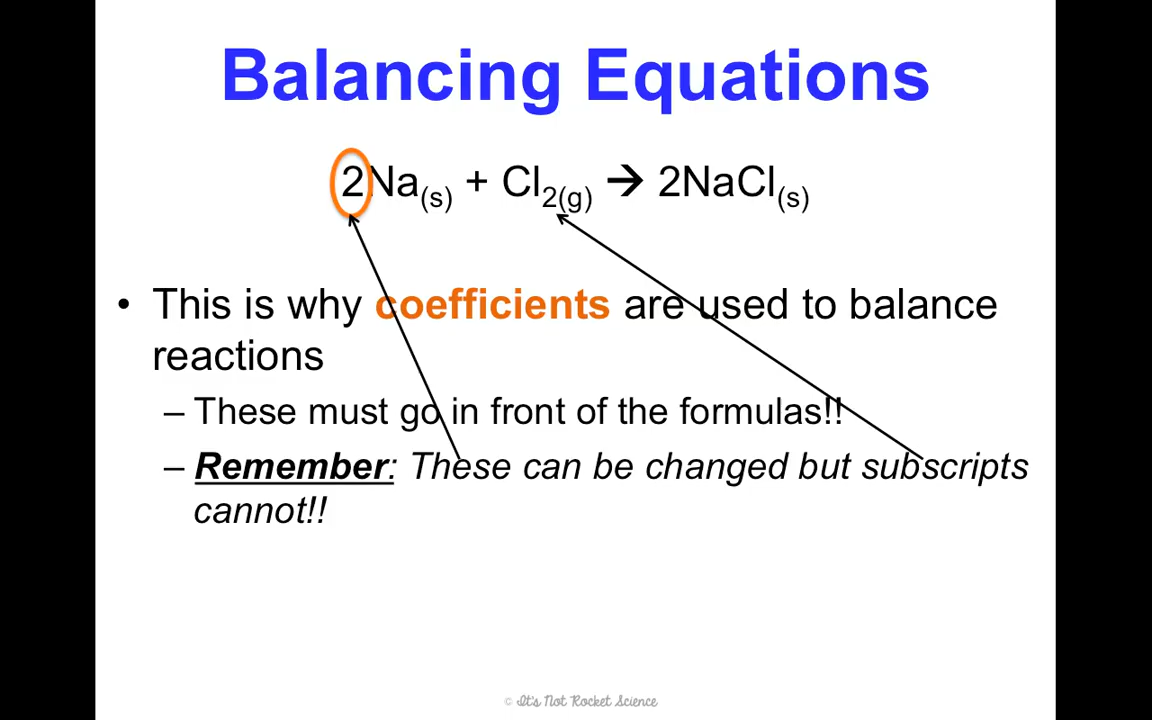 Balancing Equations
2Na(s) + Cl2(g) → 2NaCl(s)
• This is why coefficients are used to balance
reactions
– These must go in front of the formulas!!
– Remember: These can be changed but subscripts
cannot!!
© It's Not Rocket Science